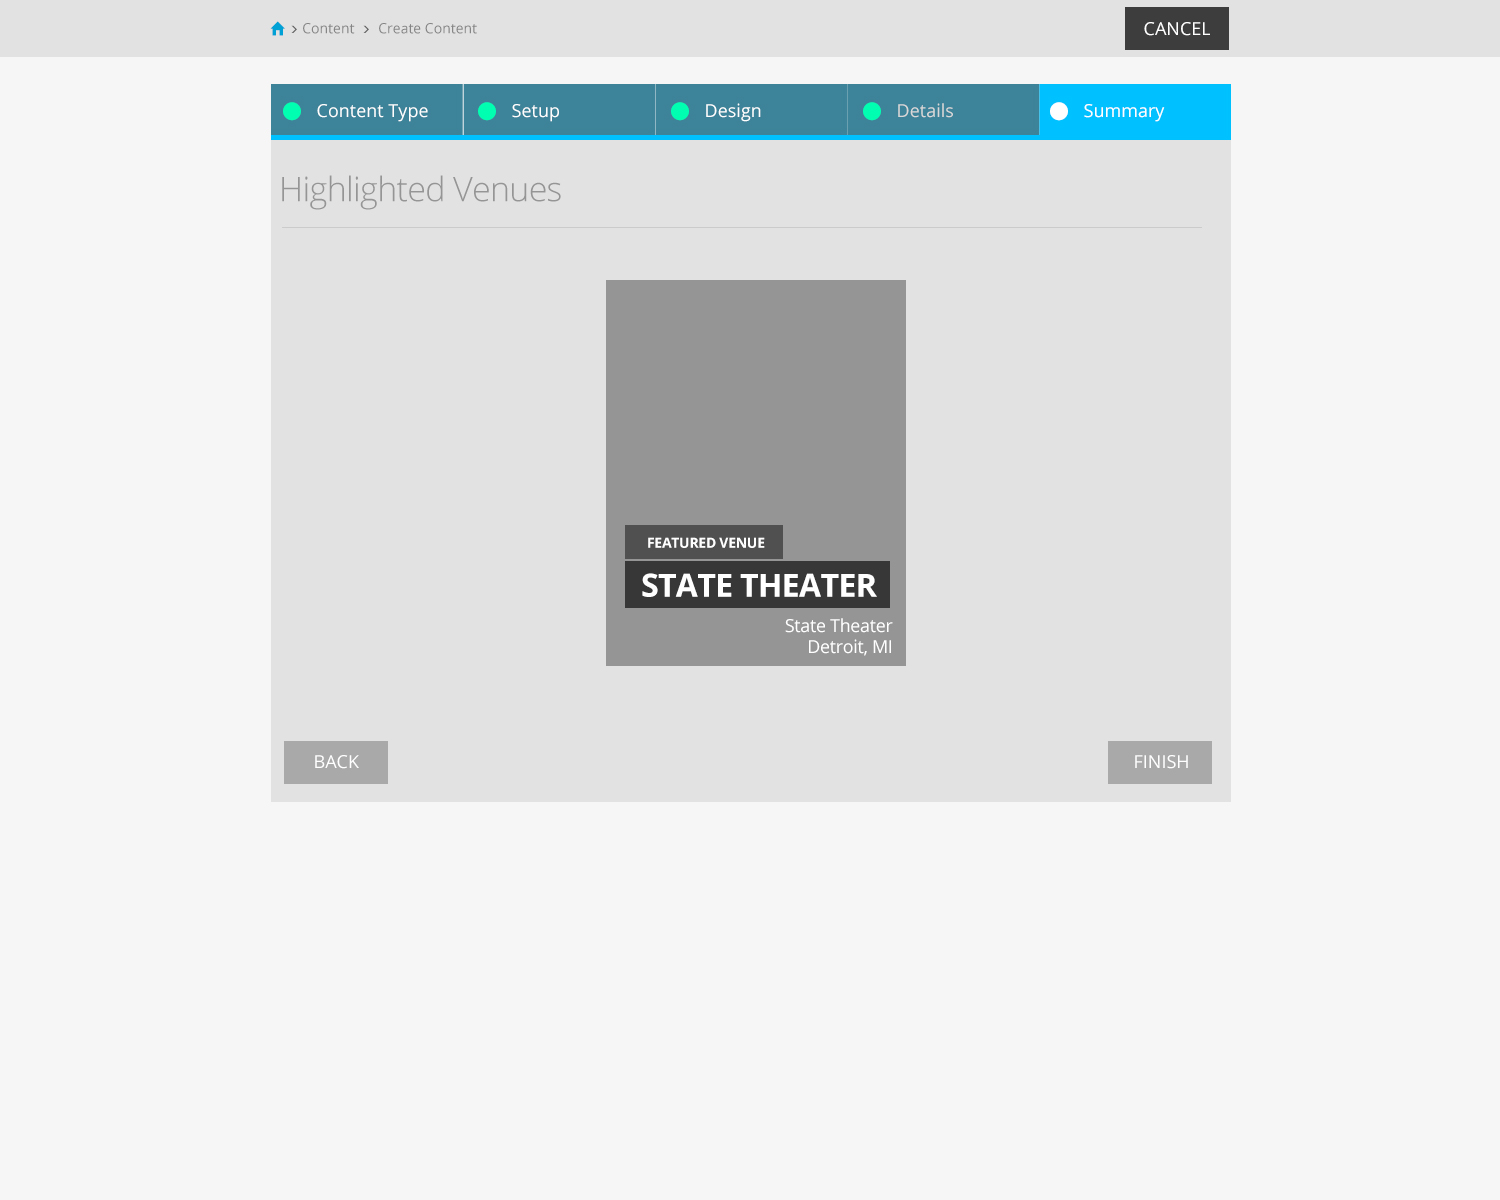 Content > Create Content
CANCEL
Content Type
Setup
Design
Details
Summary
Highlighted Venues
FEATURED VENUE
STATE THEATER
State Theater
Detroit, MI
BACK
FINISH